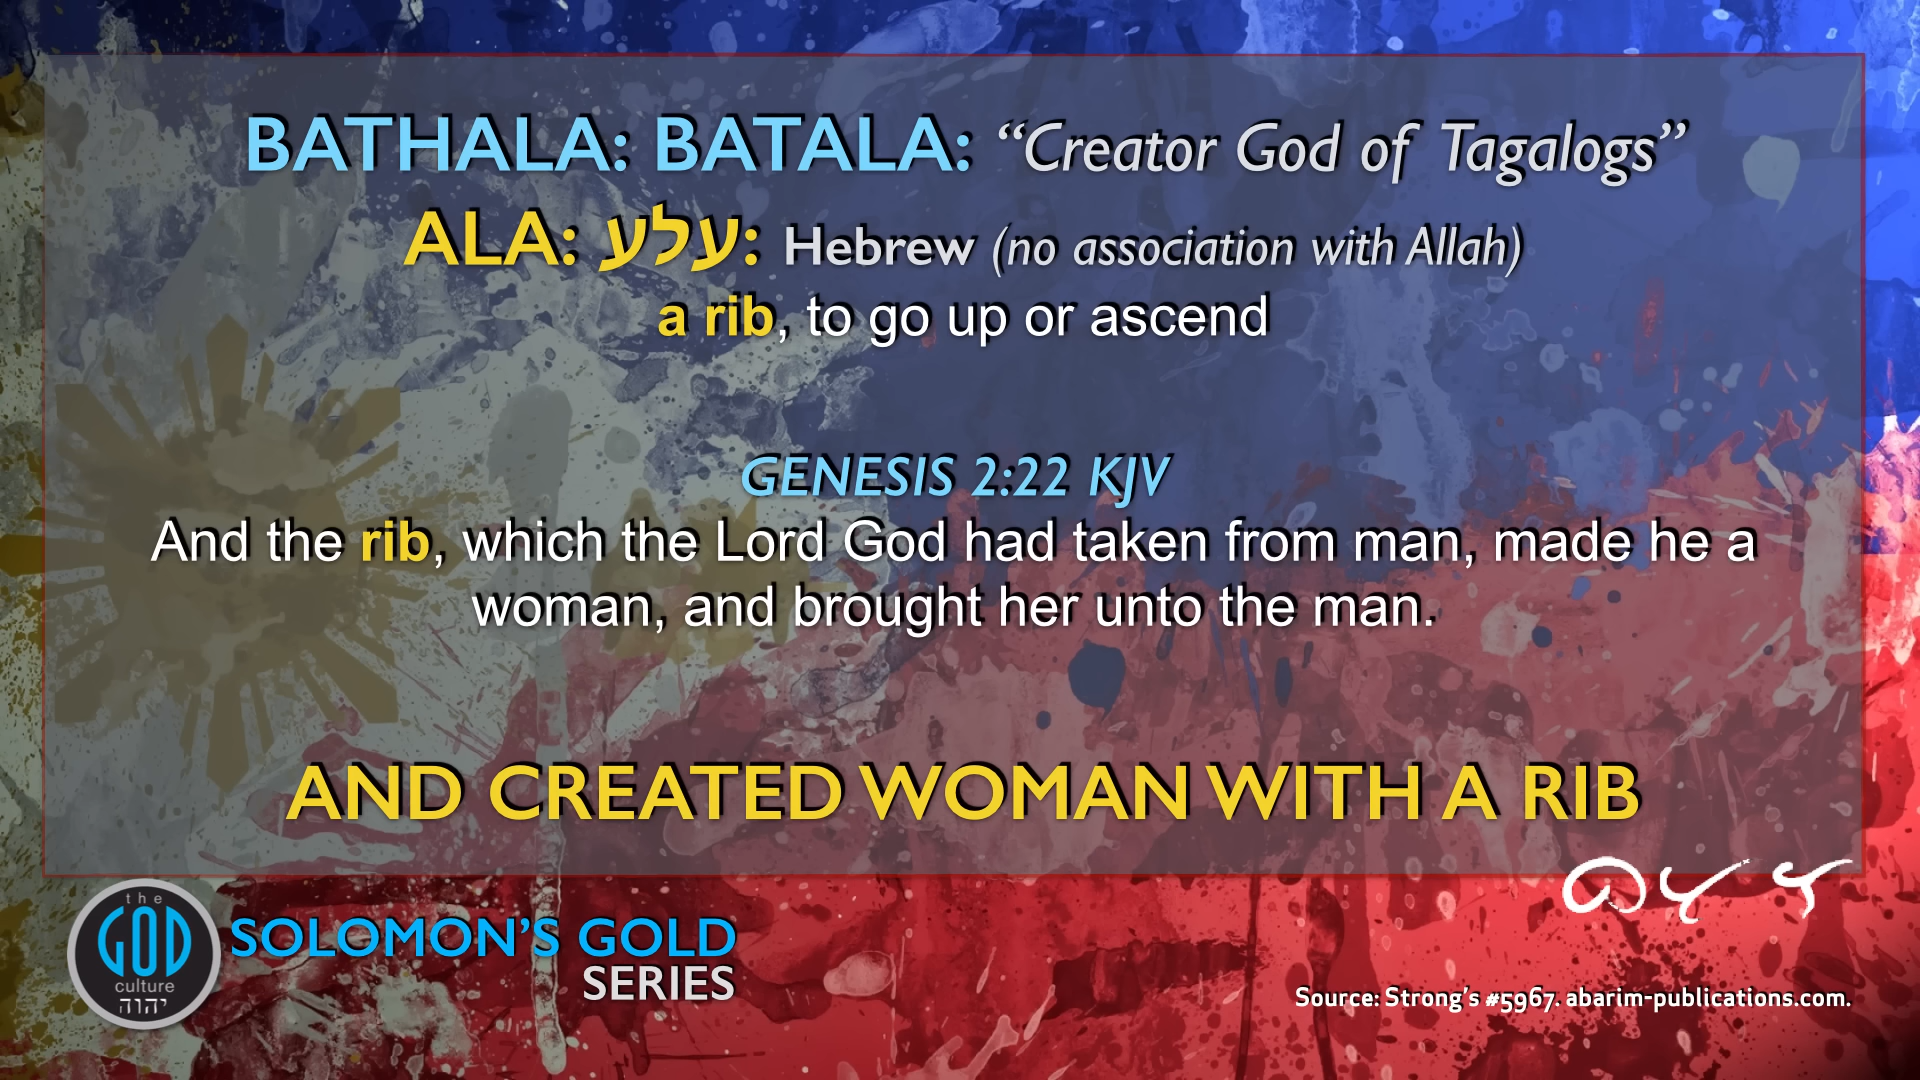 BATHALA: BATALA: “Creator God of Tagalogs”
ALA: עלע: Hebrew (no association with Allah)
a rib, to go up or ascend
GENESIS 2:22 KJV
And the rib, which the Lord God had taken from man, made he a
woman, and brought her unto the man.
AND CREATED WOMAN WITH A RIB
the
GOD
culture
יהוה
SOLOMON’S GOLD
SERIES
Source: Strong’s #5967. abarim-publications.com.